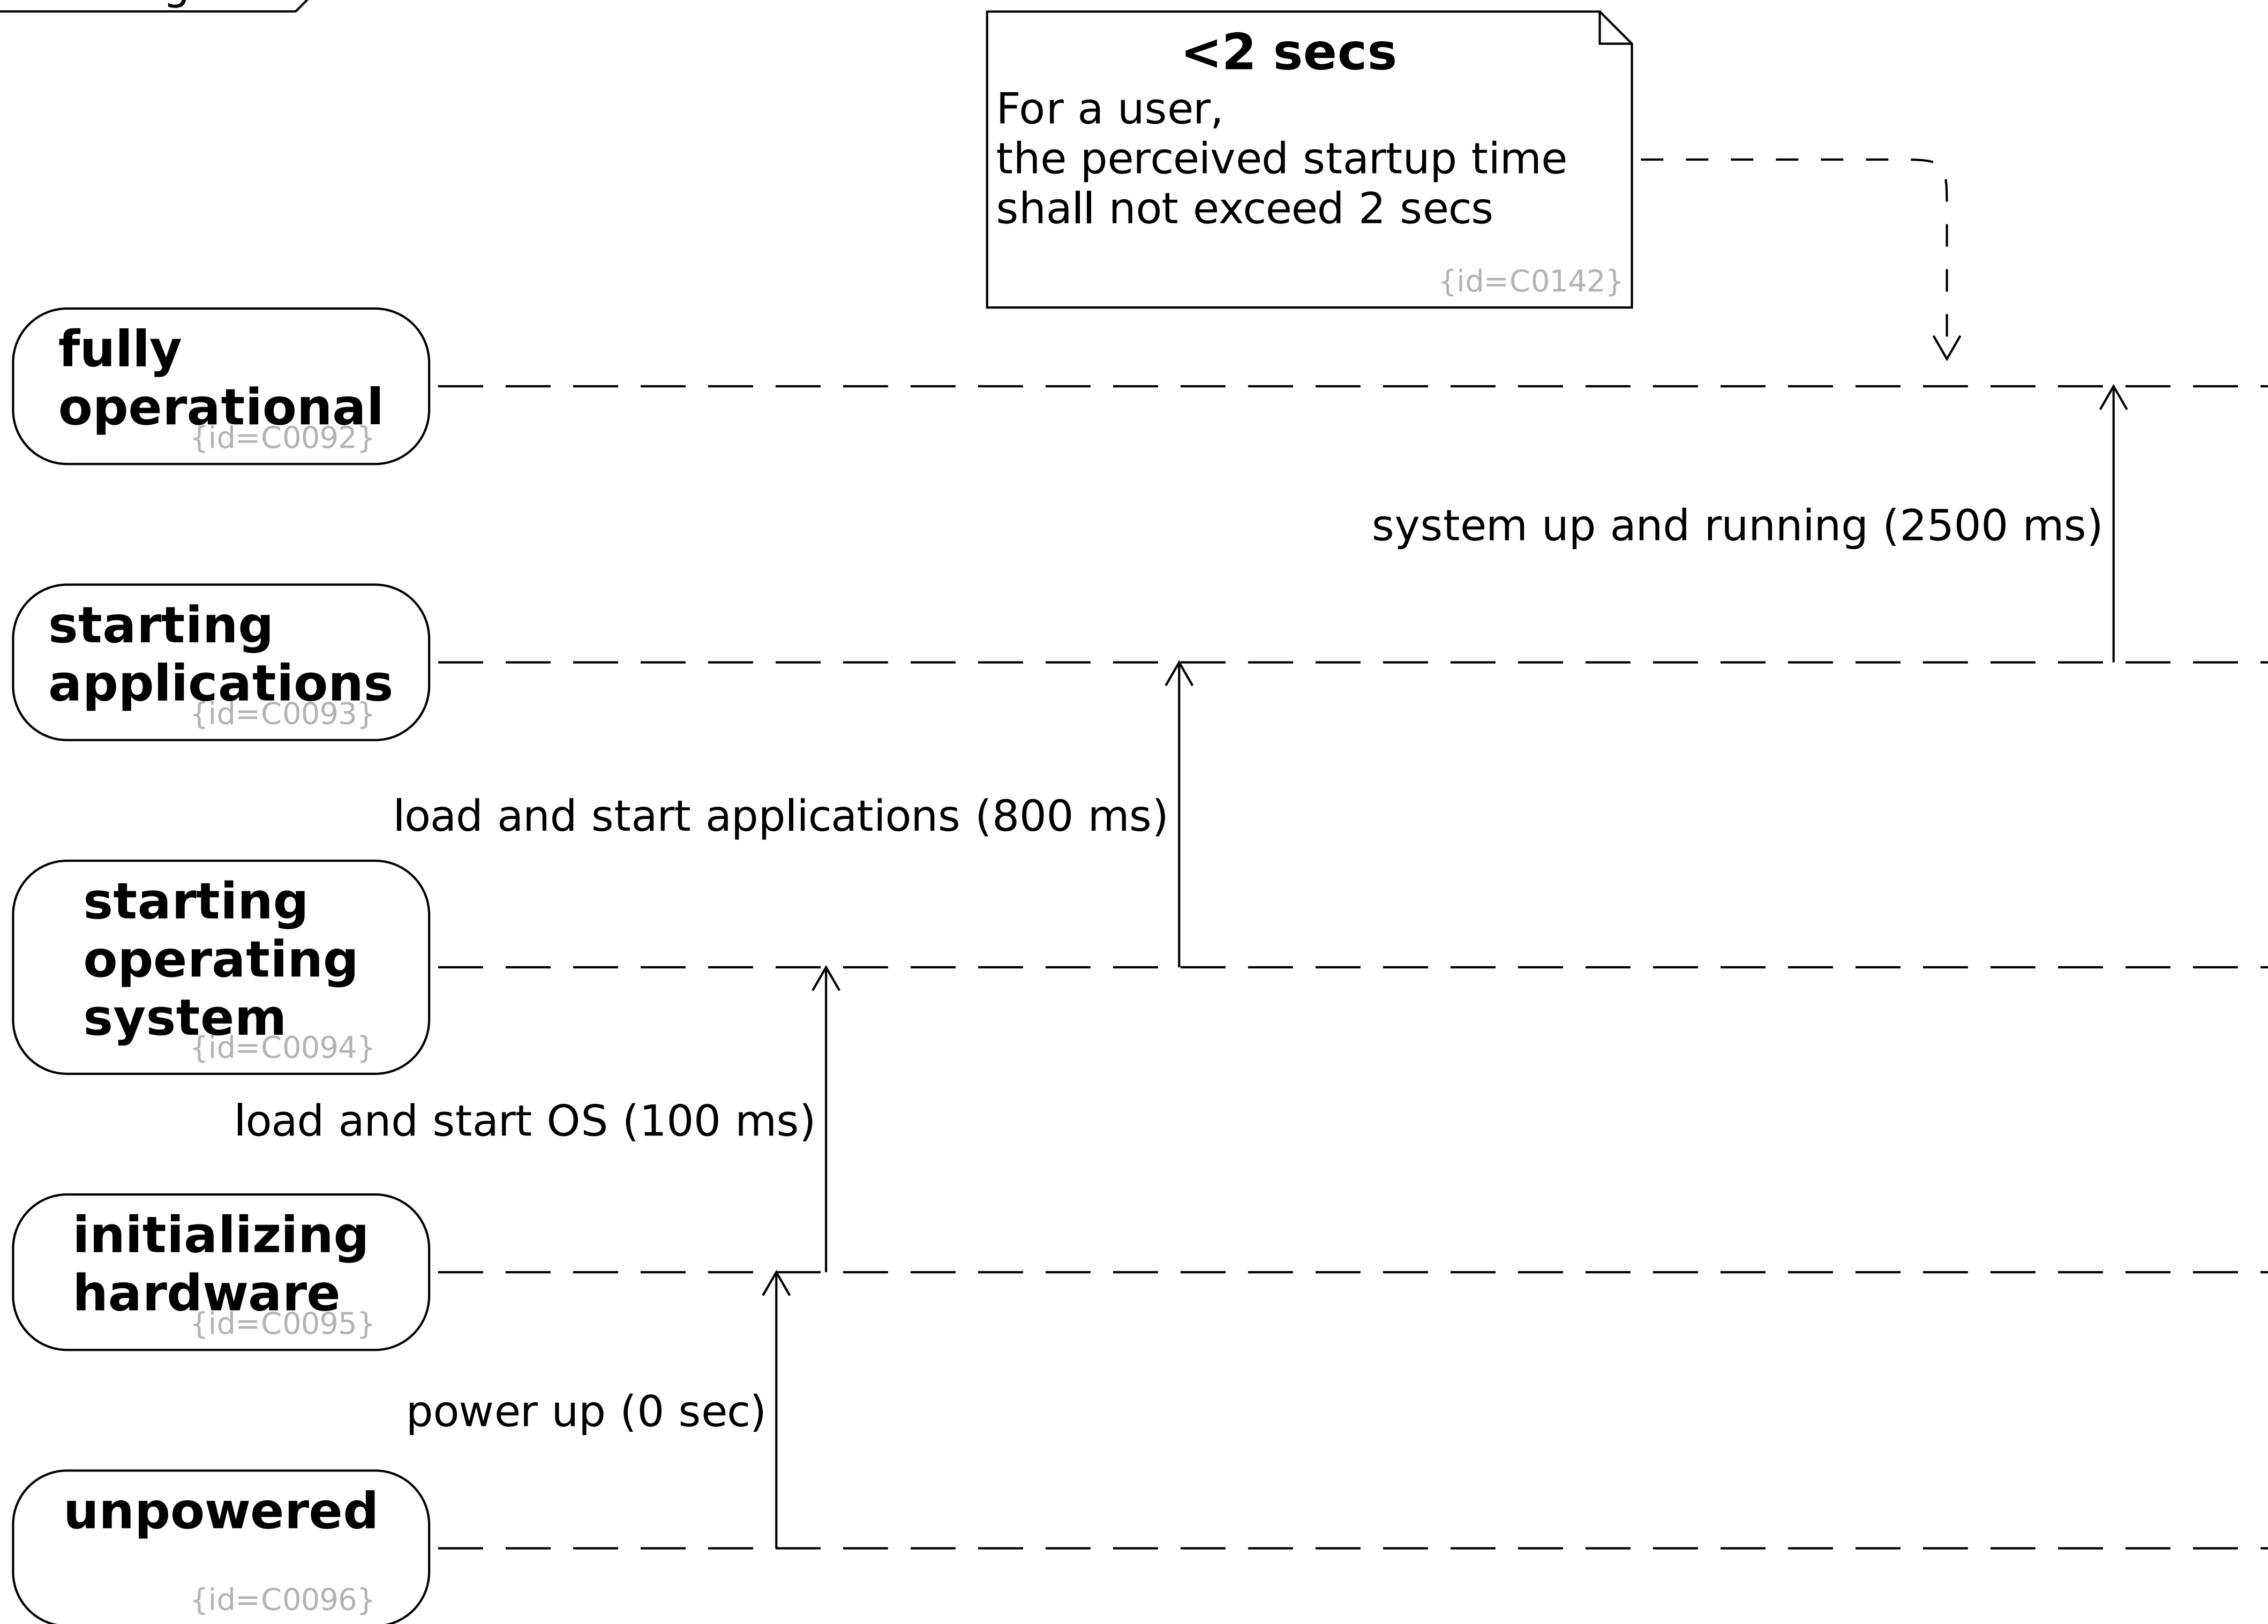 <2 secs
For a user,
the perceived startup time
shall not exceed 2 secs
{id=C0142}
fully
operational
{id=C0092}
system up and running (2500 ms)
starting
applications
{id=C0093}
load and start applications (800 ms)
starting
operating
system
{id=C0094}
load and start OS (100 ms)
initializing
hardware
{id=C0095}
power up (0 sec)
unpowered
{id=C0096}